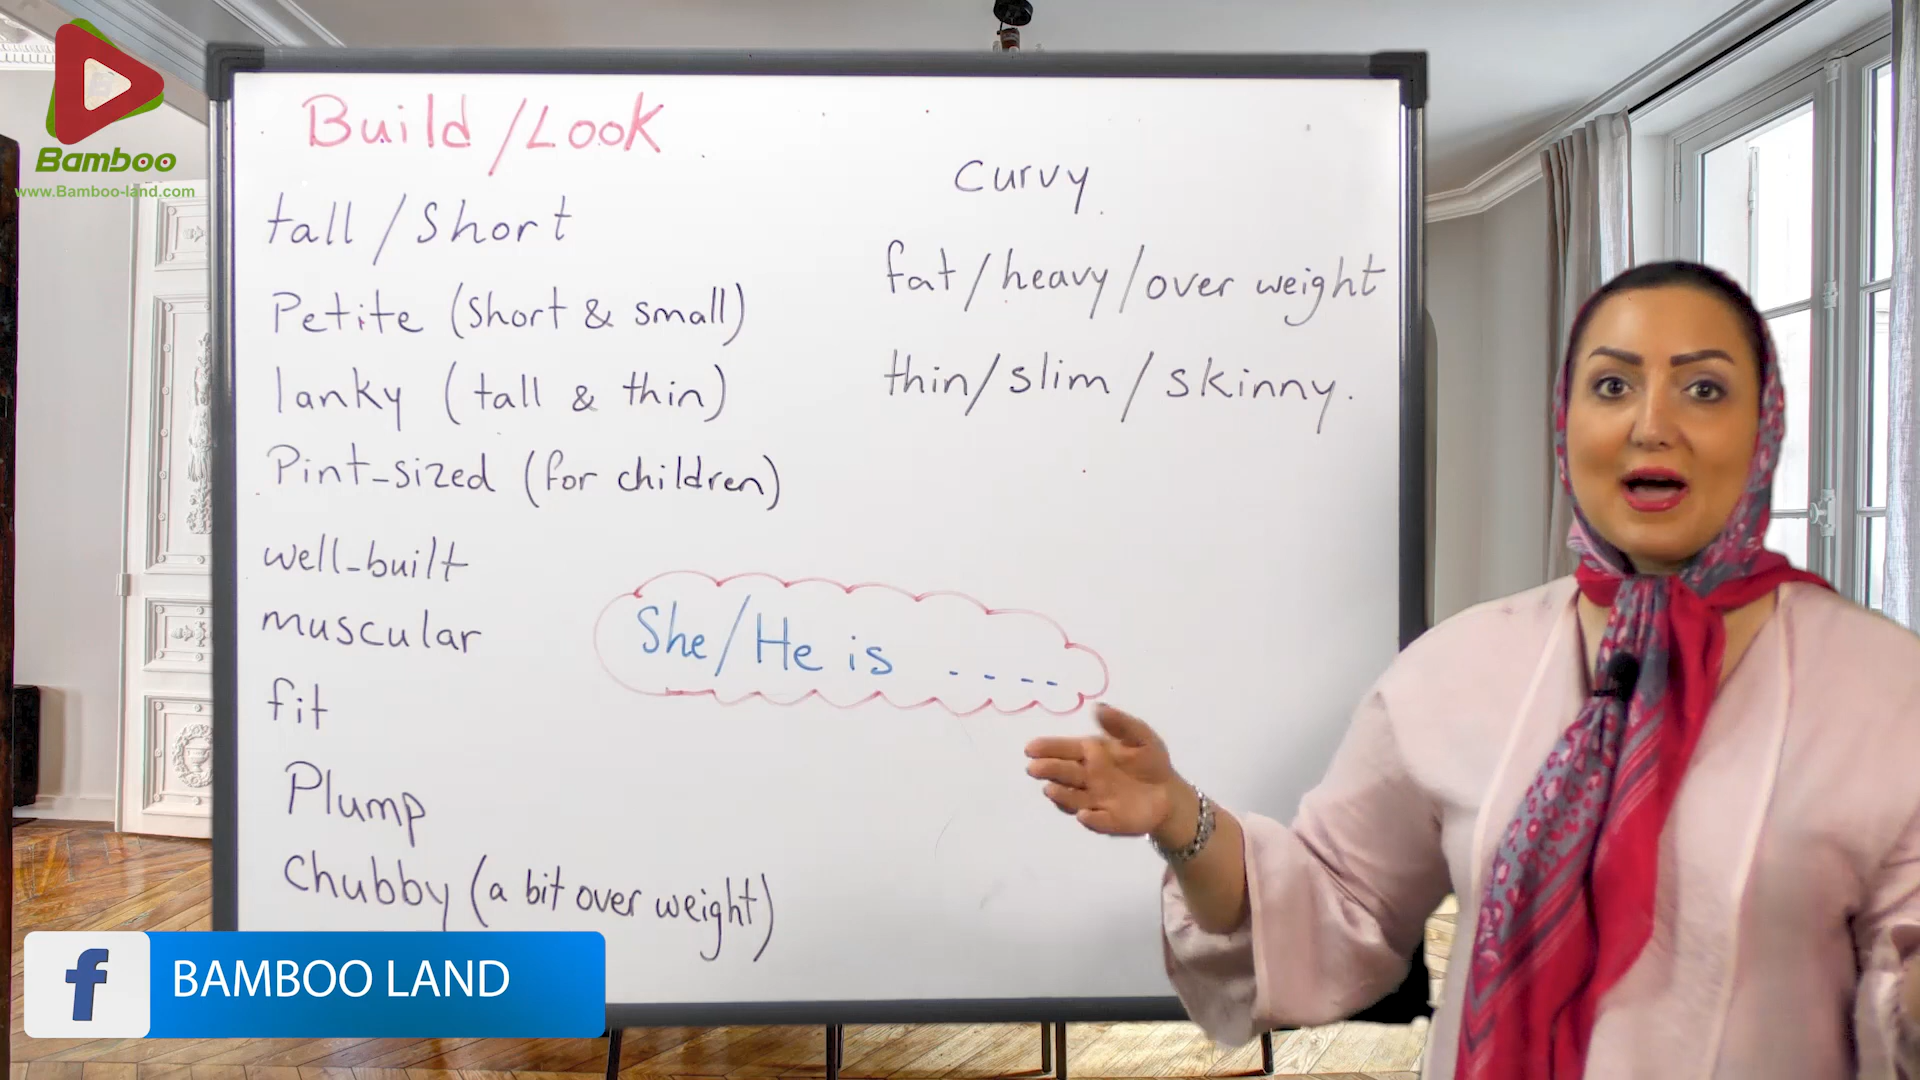 Bamboo
www.Bamboo-land.com
Build / Look
tall / short
Petite (short & small)
lanky (tall & thin)
Pint-sized (for children)
well-built
muscular
fit
Plump
Chubby (a bit over weight)
curvy.
fat / heavy / over weight
thin / slim / skinny.
She / He is ----
f BAMBOO LAND